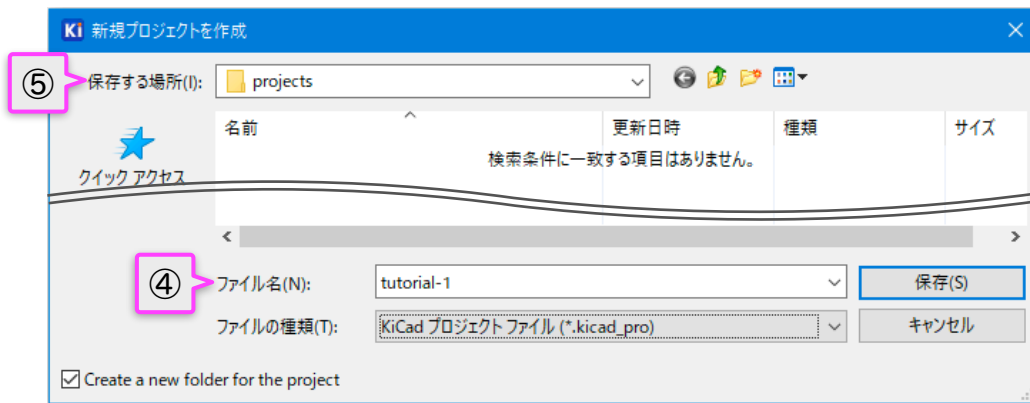 Ki 新規プロジェクトを作成
⑤ 保存する場所(I): projects
名前 更新日時 種類 サイズ
検索条件に一致する項目はありません。
クイック アクセス
④ ファイル名(N): tutorial-1 保存(S)
ファイルの種類(T): KiCad プロジェクト ファイル (*.kicad_pro) キャンセル
Create a new folder for the project